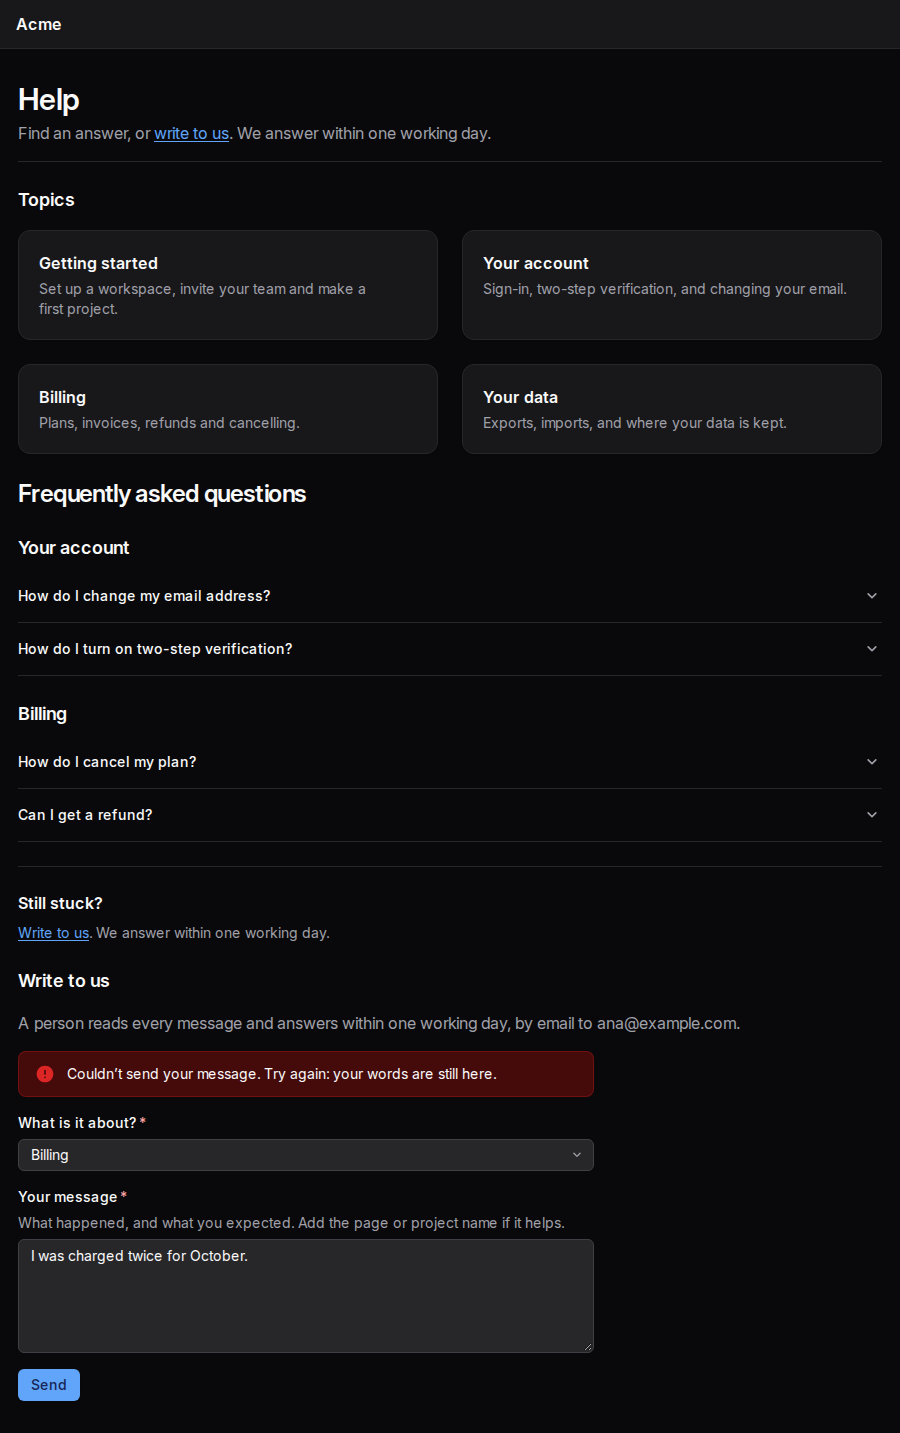 Acme
Help
Find an answer, or write to us. We answer within one working day.
Topics
Getting started
Set up a workspace, invite your team and make a
first project.
Your account
Sign-in, two-step verification, and changing your email.
Billing
Plans, invoices, refunds and cancelling.
Your data
Exports, imports, and where your data is kept.
Frequently asked questions
Your account
How do I change my email address?
How do I turn on two-step verification?
Billing
How do I cancel my plan?
Can I get a refund?
Still stuck?
Write to us. We answer within one working day.
Write to us
A person reads every message and answers within one working day, by email to ana@example.com.
Couldn’t send your message. Try again: your words are still here.
What is it about? *
Billing
Your message *
What happened, and what you expected. Add the page or project name if it helps.
I was charged twice for October.
Send